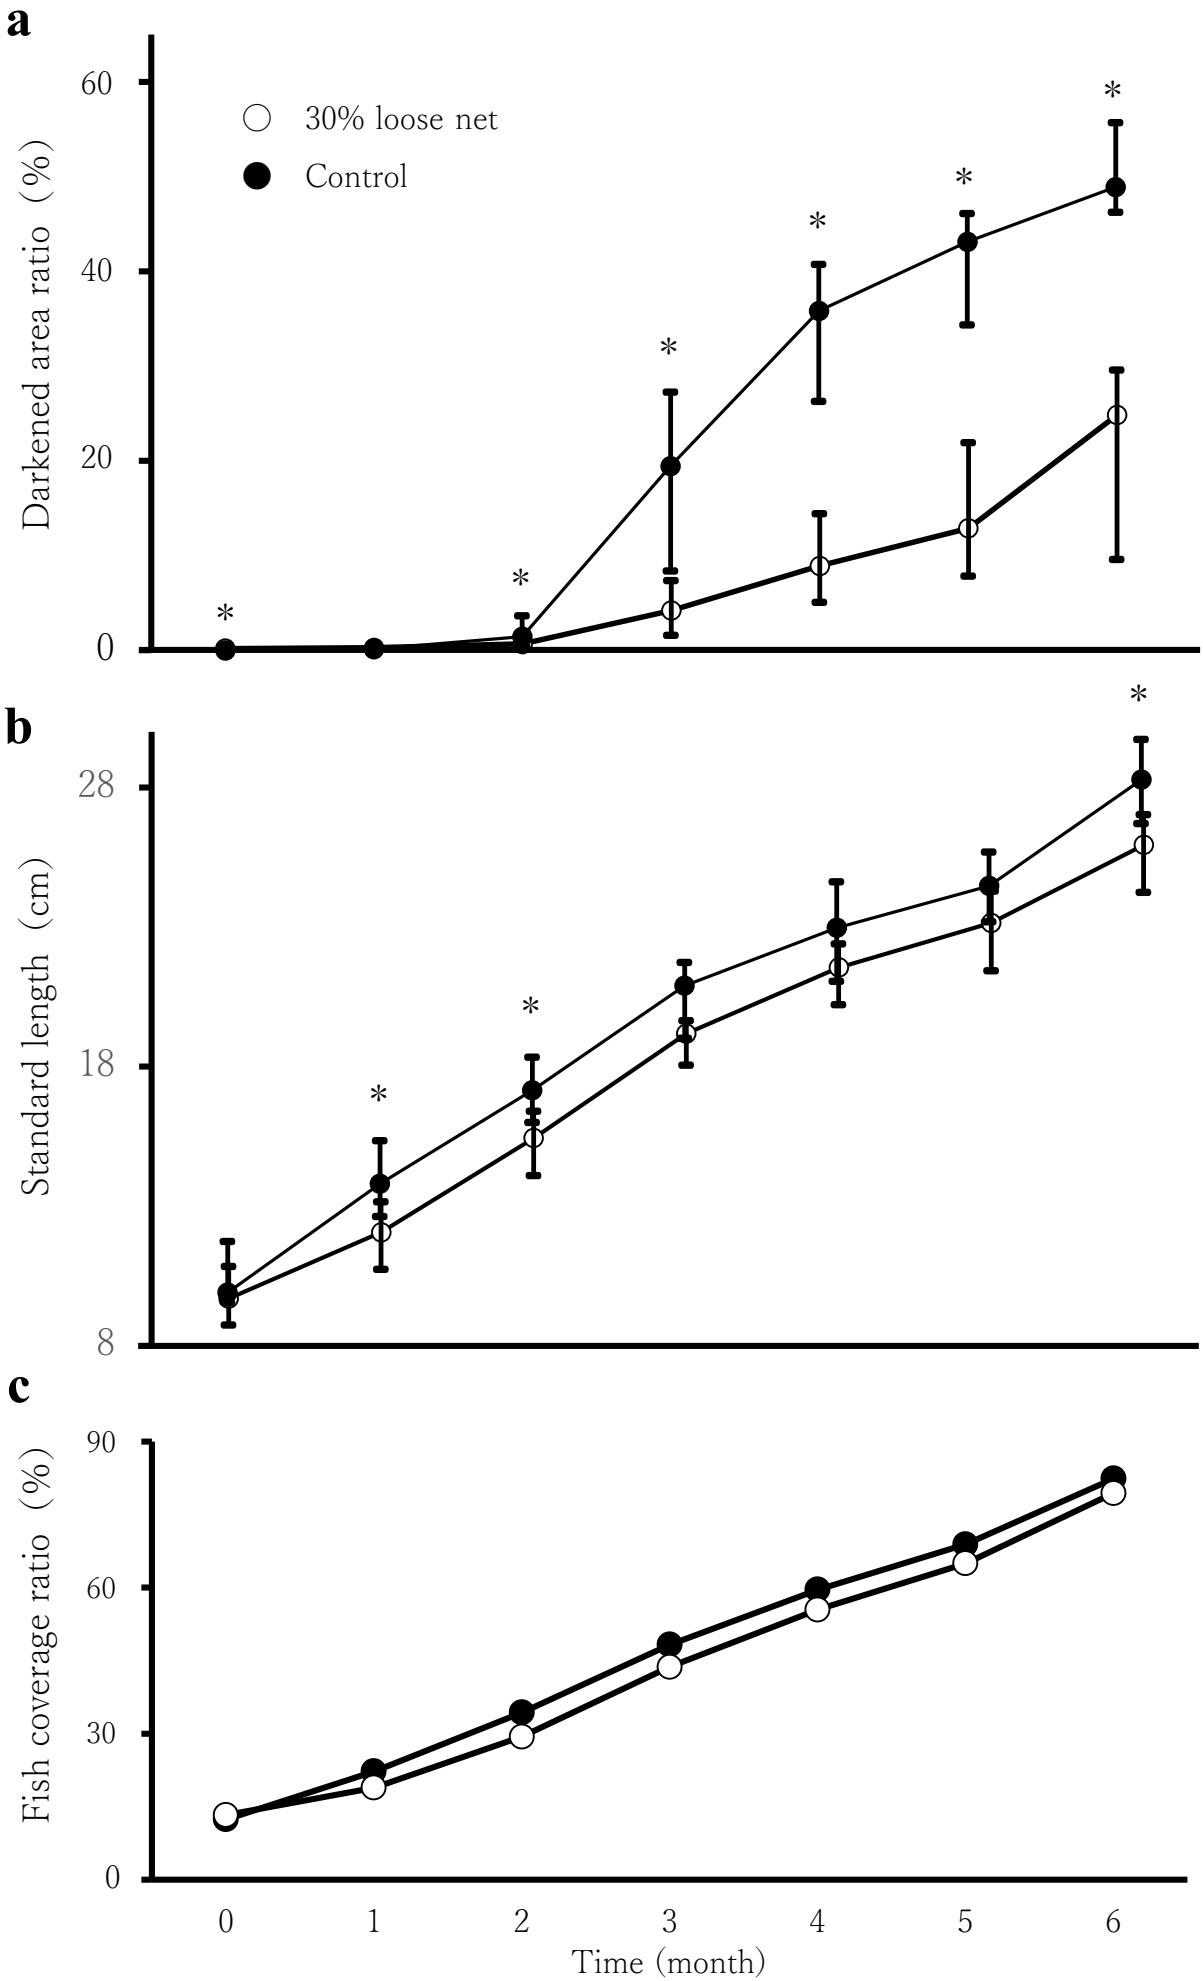 a
60
40
20
0
Darkened area ratio (%)
30% loose net
Control
*
*
*
*
*
*
b
28
18
8
Standard length (cm)
*
*
*
c
90
60
30
0
Fish coverage ratio (%)
0 1 2 3 4 5 6
Time (month)